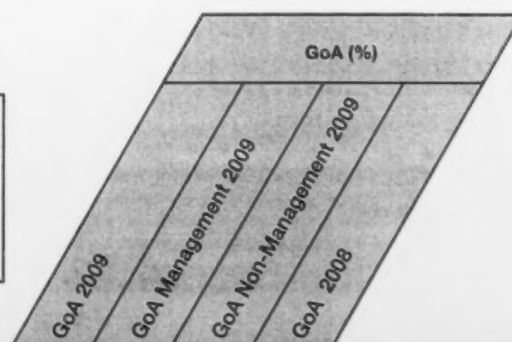 GoA (%)
GoA 2009
GoA Management 2009
GoA Non-Management 2009
GoA 2008